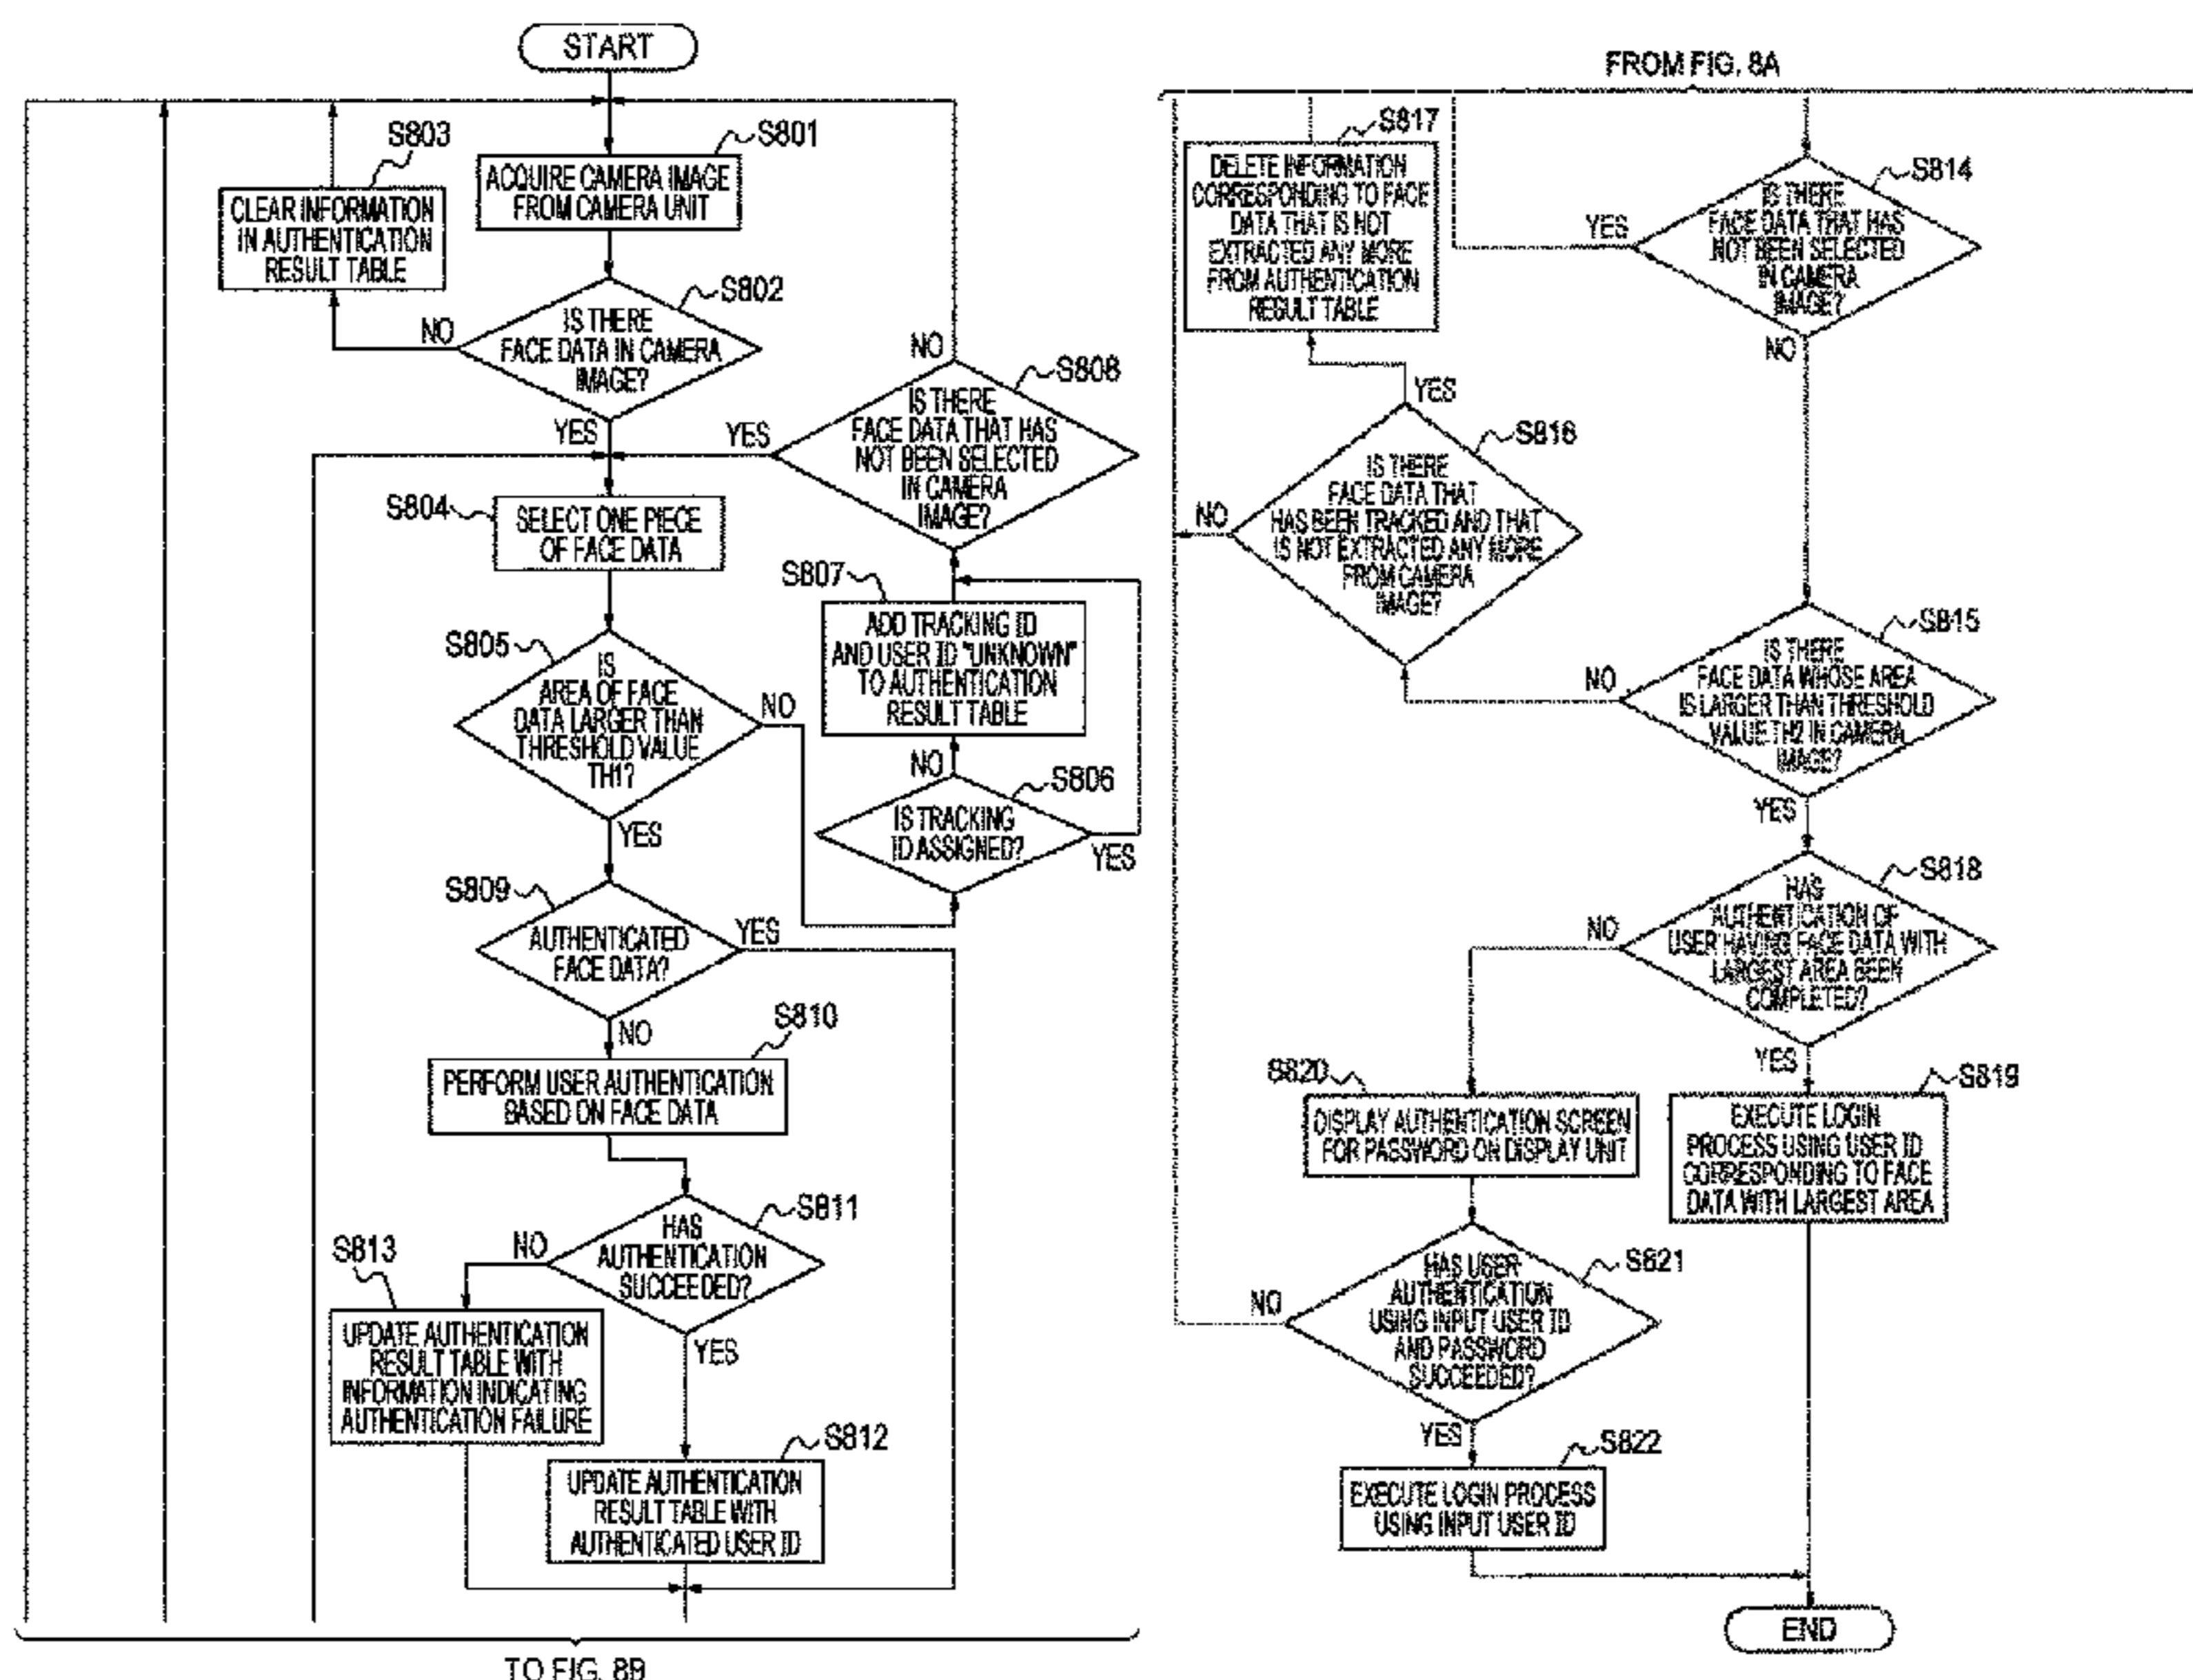 START
S801
ACQUIRE CAMERA IMAGE
FROM CAMERA UNIT
S803
CLEAR INFORMATION
IN AUTHENTICATION
RESULT TABLE
S802
IS THERE
FACE DATA IN CAMERA
IMAGE?
NO
YES
S804
SELECT ONE PIECE
OF FACE DATA
S805
IS
AREA OF FACE
DATA LARGER THAN
THRESHOLD VALUE
TH1?
NO
YES
S808
IS THERE
FACE DATA THAT HAS
NOT BEEN SELECTED
IN CAMERA
IMAGE?
NO
YES
S807
ADD TRACKING ID
AND USER ID "UNKNOWN"
TO AUTHENTICATION
RESULT TABLE
NO
S806
IS TRACKING
ID ASSIGNED?
YES
S809
AUTHENTICATED
FACE DATA?
YES
NO
S810
PERFORM USER AUTHENTICATION
BASED ON FACE DATA
S811
HAS
AUTHENTICATION
SUCCEEDED?
NO
YES
S813
UPDATE AUTHENTICATION
RESULT TABLE WITH
INFORMATION INDICATING
AUTHENTICATION FAILURE
S812
UPDATE AUTHENTICATION
RESULT TABLE WITH
AUTHENTICATED USER ID
TO FIG. 8B
FROM FIG. 8A
S817
DELETE INFORMATION
CORRESPONDING TO FACE
DATA THAT IS NOT
EXTRACTED ANY MORE
FROM AUTHENTICATION
RESULT TABLE
S814
IS THERE
FACE DATA THAT HAS
NOT BEEN SELECTED
IN CAMERA
IMAGE?
YES
NO
S816
IS THERE
FACE DATA THAT
HAS BEEN TRACKED AND THAT
IS NOT EXTRACTED ANY MORE
FROM CAMERA
IMAGE?
YES
NO
S815
IS THERE
FACE DATA WHOSE AREA
IS LARGER THAN THRESHOLD
VALUE TH2 IN CAMERA
IMAGE?
NO
YES
S818
HAS
AUTHENTICATION OF
USER HAVING FACE DATA WITH
LARGEST AREA BEEN
COMPLETED?
NO
YES
S820
DISPLAY AUTHENTICATION SCREEN
FOR PASSWORD ON DISPLAY UNIT
S819
EXECUTE LOGIN
PROCESS USING USER ID
CORRESPONDING TO FACE
DATA WITH LARGEST AREA
S821
HAS USER
AUTHENTICATION
USING INPUT USER ID
AND PASSWORD
SUCCEEDED?
NO
YES
S822
EXECUTE LOGIN PROCESS
USING INPUT USER ID
END